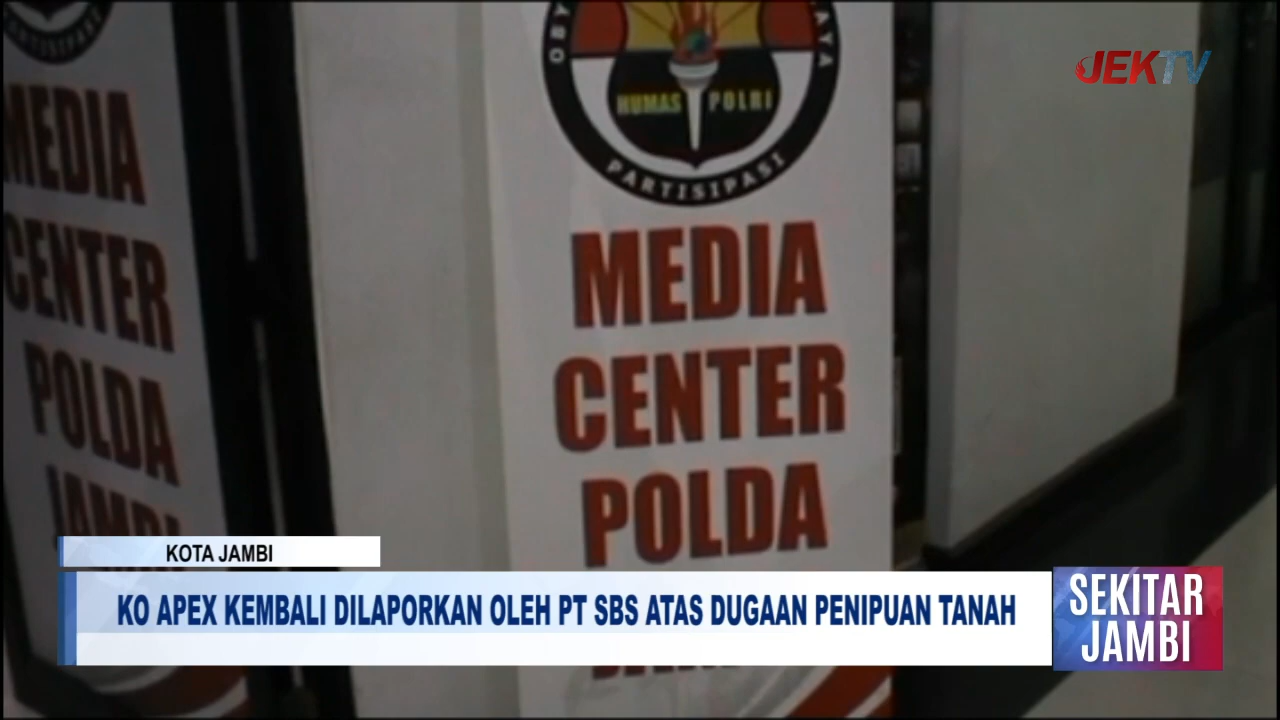 JEKTV
HUMAS POLRI
PARTISIPASI
MEDIA
CENTER
POLDA
MEDIA
CENTER
POLDA
JAMBI
KOTA JAMBI
KO APEX KEMBALI DILAPORKAN OLEH PT SBS ATAS DUGAAN PENIPUAN TANAH
SEKITAR
JAMBI